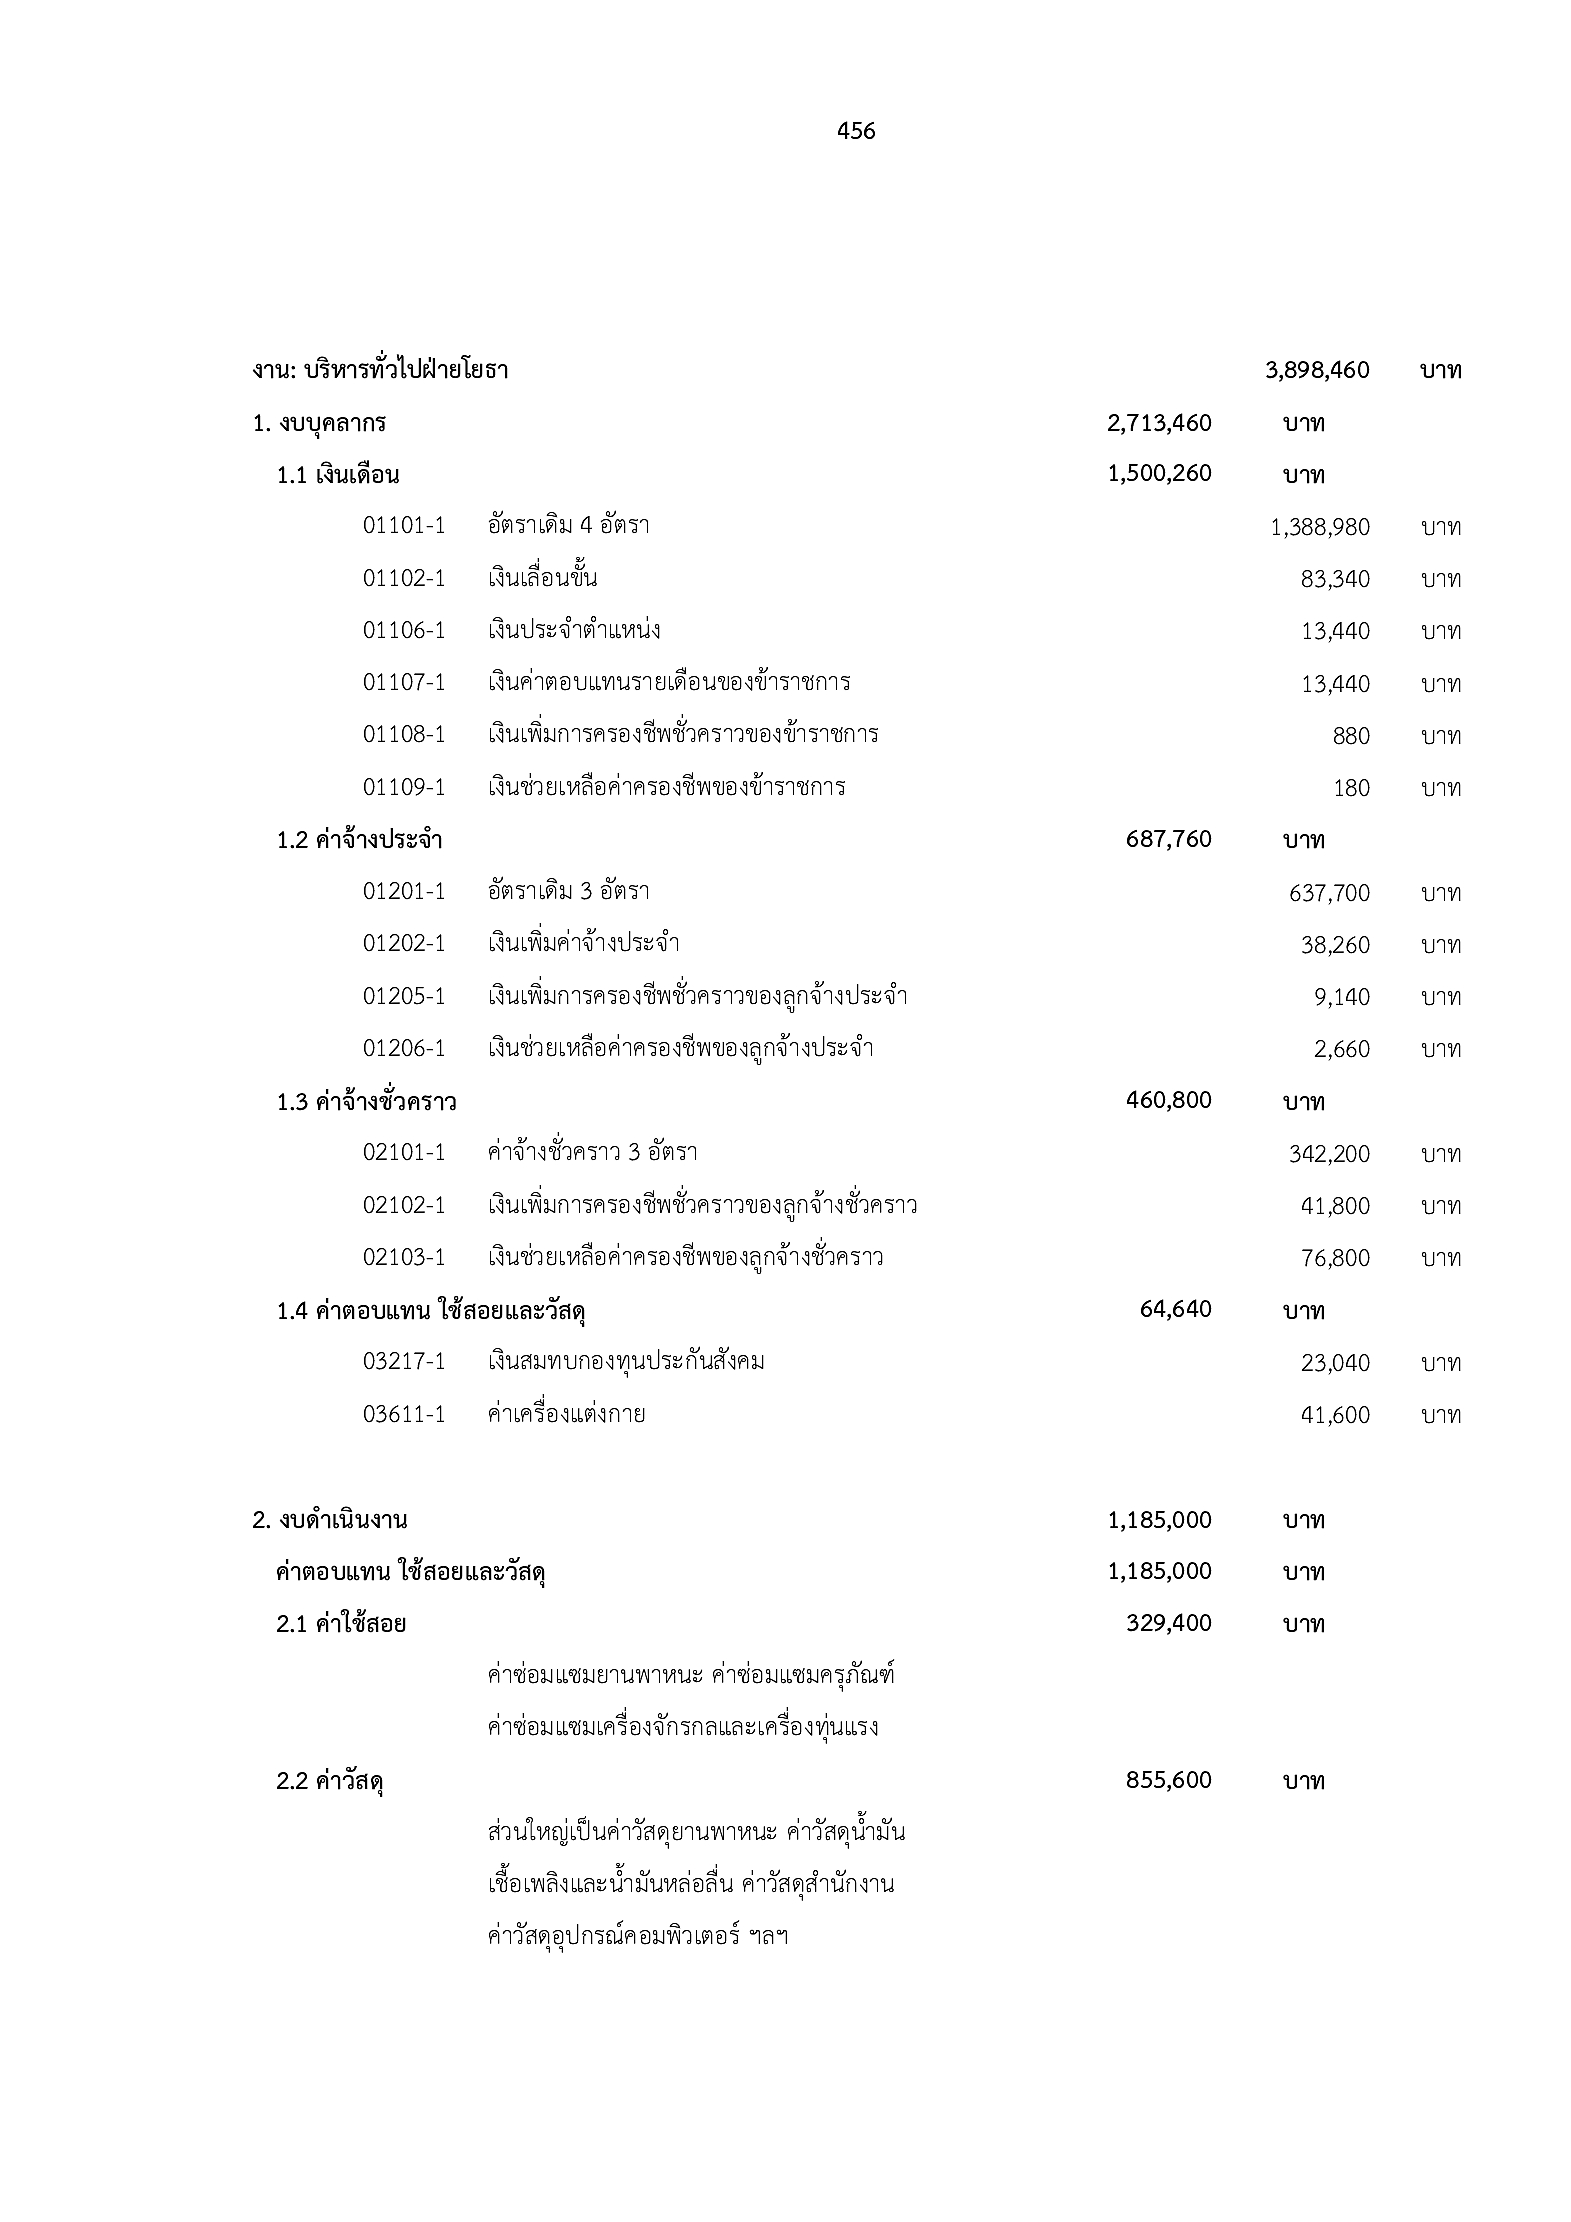 456
งาน: บริหารทั่วไปฝ่ายโยธา 3,898,460 บาท
1. งบบุคลากร 2,713,460 บาท
1.1 เงินเดือน 1,500,260 บาท
01101-1 อัตราเดิม 4 อัตรา 1,388,980 บาท
01102-1 เงินเลื่อนขั้น 83,340 บาท
01106-1 เงินประจำตำแหน่ง 13,440 บาท
01107-1 เงินค่าตอบแทนรายเดือนของข้าราชการ 13,440 บาท
01108-1 เงินเพิ่มการครองชีพชั่วคราวของข้าราชการ 880 บาท
01109-1 เงินช่วยเหลือค่าครองชีพของข้าราชการ 180 บาท
1.2 ค่าจ้างประจำ 687,760 บาท
01201-1 อัตราเดิม 3 อัตรา 637,700 บาท
01202-1 เงินเพิ่มค่าจ้างประจำ 38,260 บาท
01205-1 เงินเพิ่มการครองชีพชั่วคราวของลูกจ้างประจำ 9,140 บาท
01206-1 เงินช่วยเหลือค่าครองชีพของลูกจ้างประจำ 2,660 บาท
1.3 ค่าจ้างชั่วคราว 460,800 บาท
02101-1 ค่าจ้างชั่วคราว 3 อัตรา 342,200 บาท
02102-1 เงินเพิ่มการครองชีพชั่วคราวของลูกจ้างชั่วคราว 41,800 บาท
02103-1 เงินช่วยเหลือค่าครองชีพของลูกจ้างชั่วคราว 76,800 บาท
1.4 ค่าตอบแทน ใช้สอยและวัสดุ 64,640 บาท
03217-1 เงินสมทบกองทุนประกันสังคม 23,040 บาท
03611-1 ค่าเครื่องแต่งกาย 41,600 บาท
2. งบดำเนินงาน 1,185,000 บาท
ค่าตอบแทน ใช้สอยและวัสดุ 1,185,000 บาท
2.1 ค่าใช้สอย 329,400 บาท
ค่าซ่อมแซมยานพาหนะ ค่าซ่อมแซมครุภัณฑ์
ค่าซ่อมแซมเครื่องจักรกลและเครื่องทุ่นแรง
2.2 ค่าวัสดุ 855,600 บาท
ส่วนใหญ่เป็นค่าวัสดุยานพาหนะ ค่าวัสดุน้ำมัน
เชื้อเพลิงและน้ำมันหล่อลื่น ค่าวัสดุสำนักงาน
ค่าวัสดุอุปกรณ์คอมพิวเตอร์ ฯลฯ